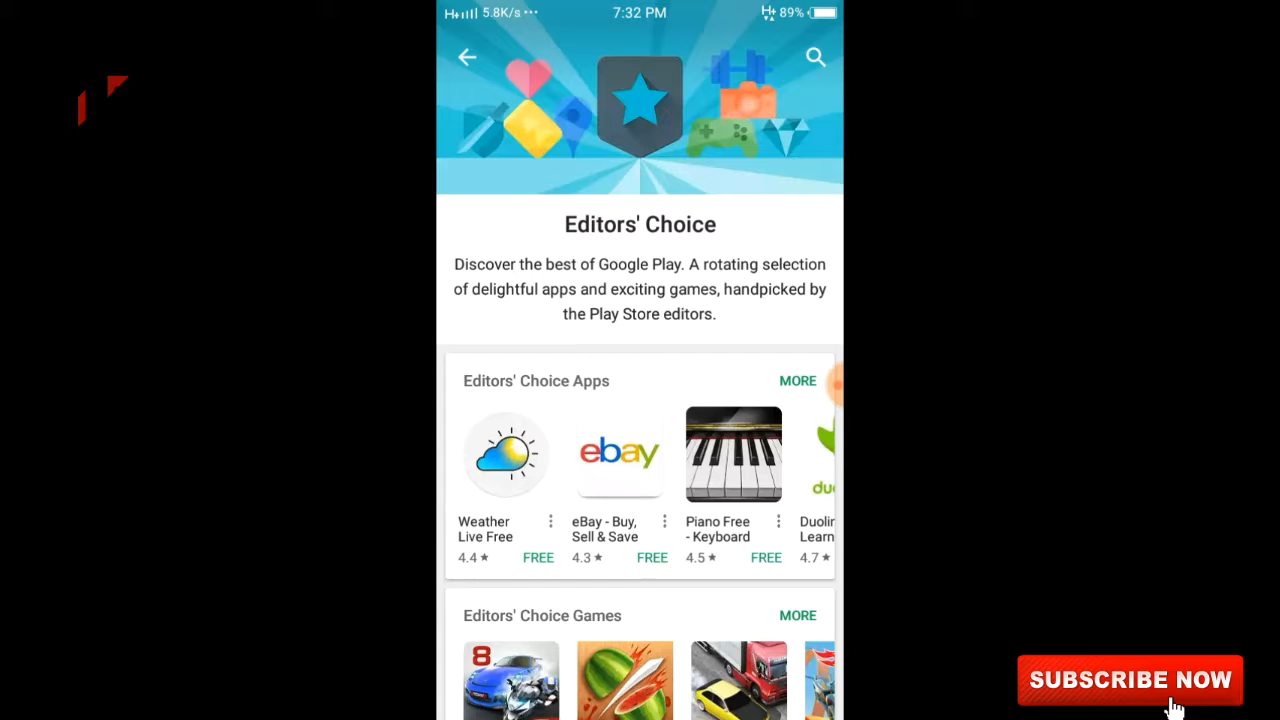 5.8K/s ... 7:32 PM H+ 89%
Editors' Choice
Discover the best of Google Play. A rotating selection
of delightful apps and exciting games, handpicked by
the Play Store editors.
Editors' Choice Apps MORE
ebay
duo
Weather
Live Free
4.4 ★ FREE
eBay - Buy,
Sell & Save
4.3 ★ FREE
Piano Free
- Keyboard
4.5 ★ FREE
Duolin
Learn
4.7 ★
Editors' Choice Games MORE
8
SUBSCRIBE NOW